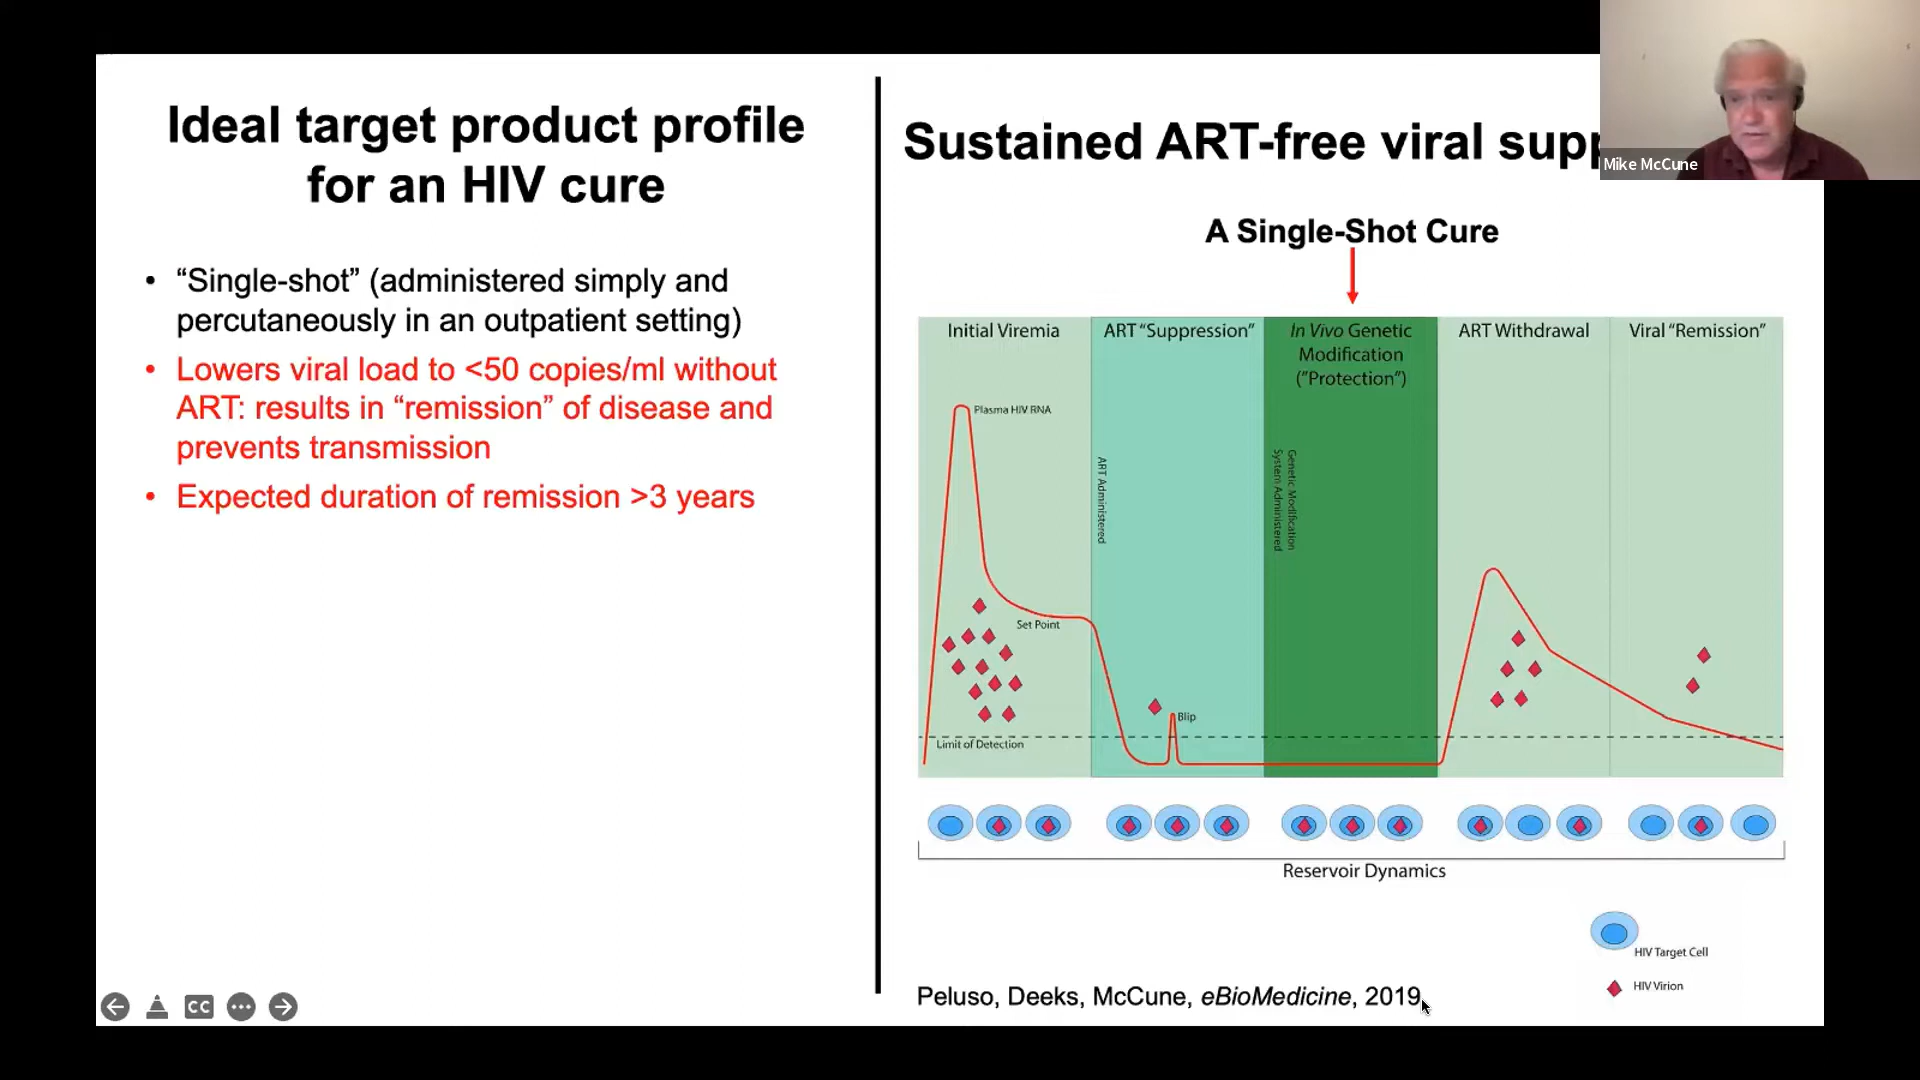 Ideal target product profile
for an HIV cure
• “Single-shot” (administered simply and
percutaneously in an outpatient setting)
• Lowers viral load to <50 copies/ml without
ART: results in “remission” of disease and
prevents transmission
• Expected duration of remission >3 years
Sustained ART-free viral supp
Mike McCune
A Single-Shot Cure
Initial Viremia
ART “Suppression”
In Vivo Genetic
Modification
(”Protection”)
ART Withdrawal
Viral “Remission”
Plasma HIV RNA
ART Administered
Genetic Modification
System Administered
Set Point
Blip
Limit of Detection
Reservoir Dynamics
HIV Target Cell
HIV Virion
Peluso, Deeks, McCune, eBioMedicine, 2019
CC